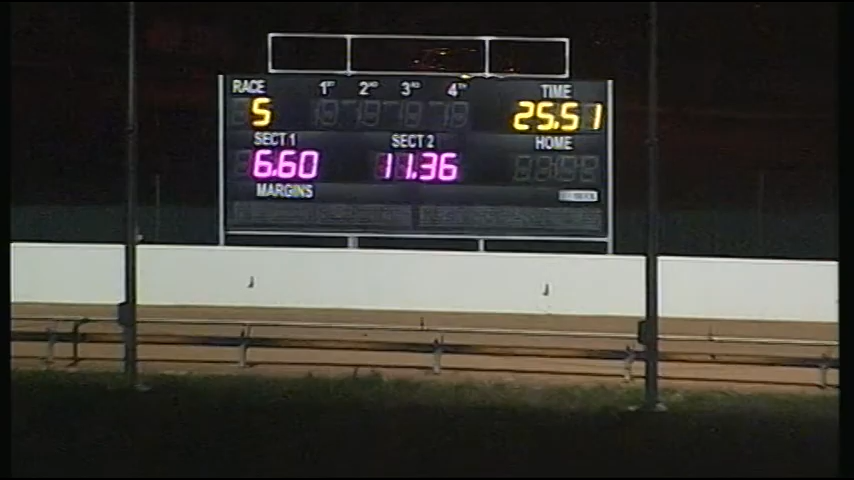 RACE 1ST 2ND 3RD 4TH TIME
5 25.51
SECT 1 SECT 2 HOME
6.60 11.36
MARGINS